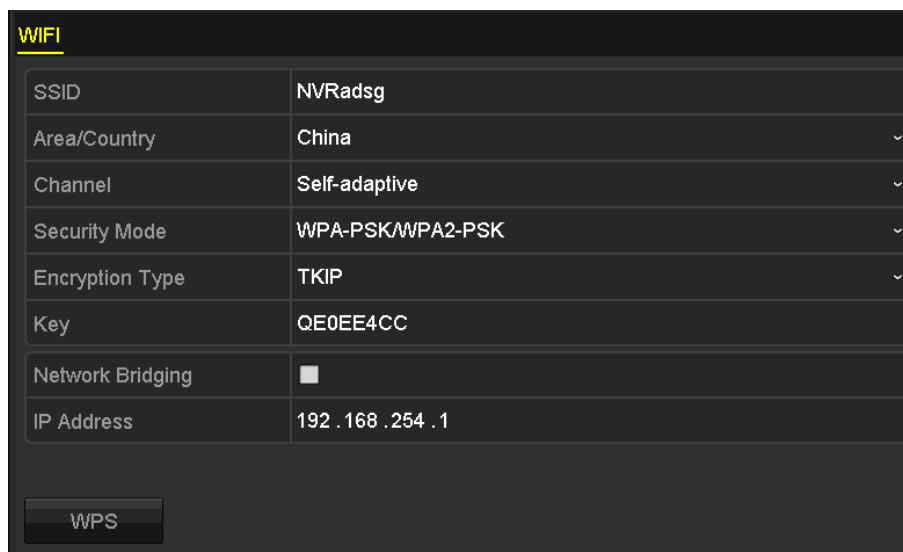 WIFI
SSID NVRadsg
Area/Country China
Channel Self-adaptive
Security Mode WPA-PSK/WPA2-PSK
Encryption Type TKIP
Key QE0EE4CC
Network Bridging
IP Address 192 .168 .254 .1
WPS